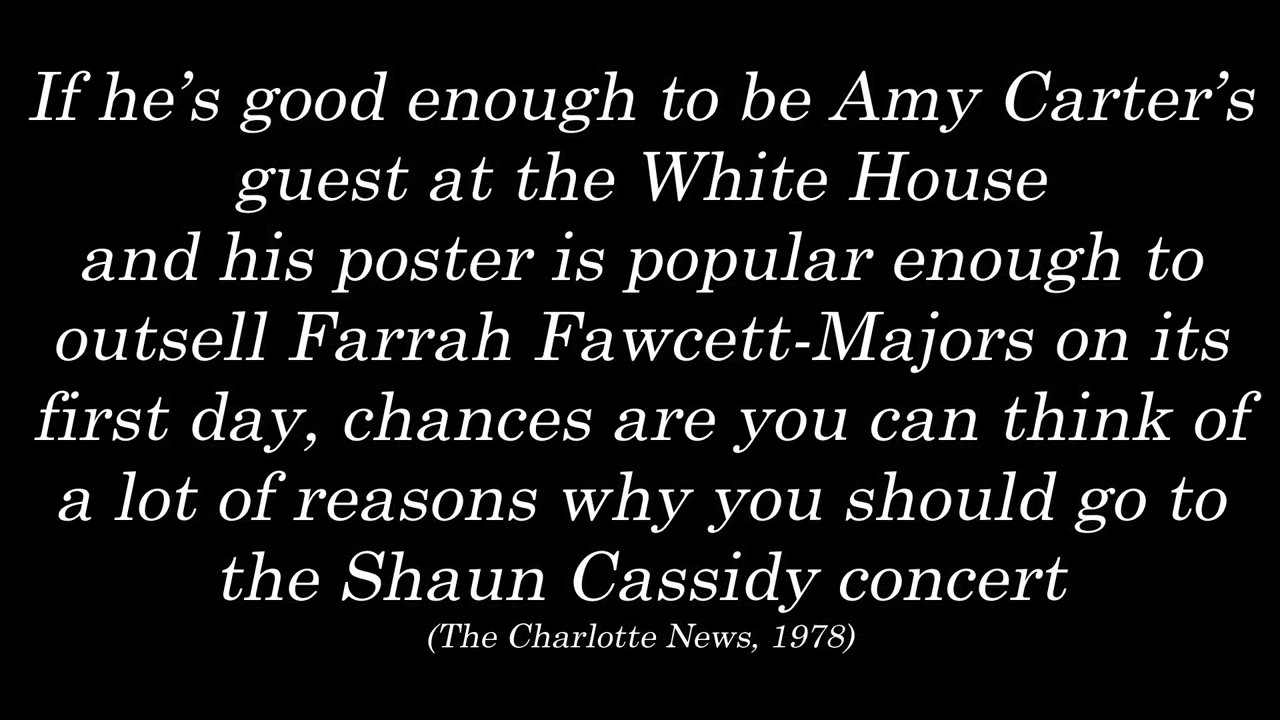 If he’s good enough to be Amy Carter’s
guest at the White House
and his poster is popular enough to
outsell Farrah Fawcett-Majors on its
first day, chances are you can think of
a lot of reasons why you should go to
the Shaun Cassidy concert
(The Charlotte News, 1978)